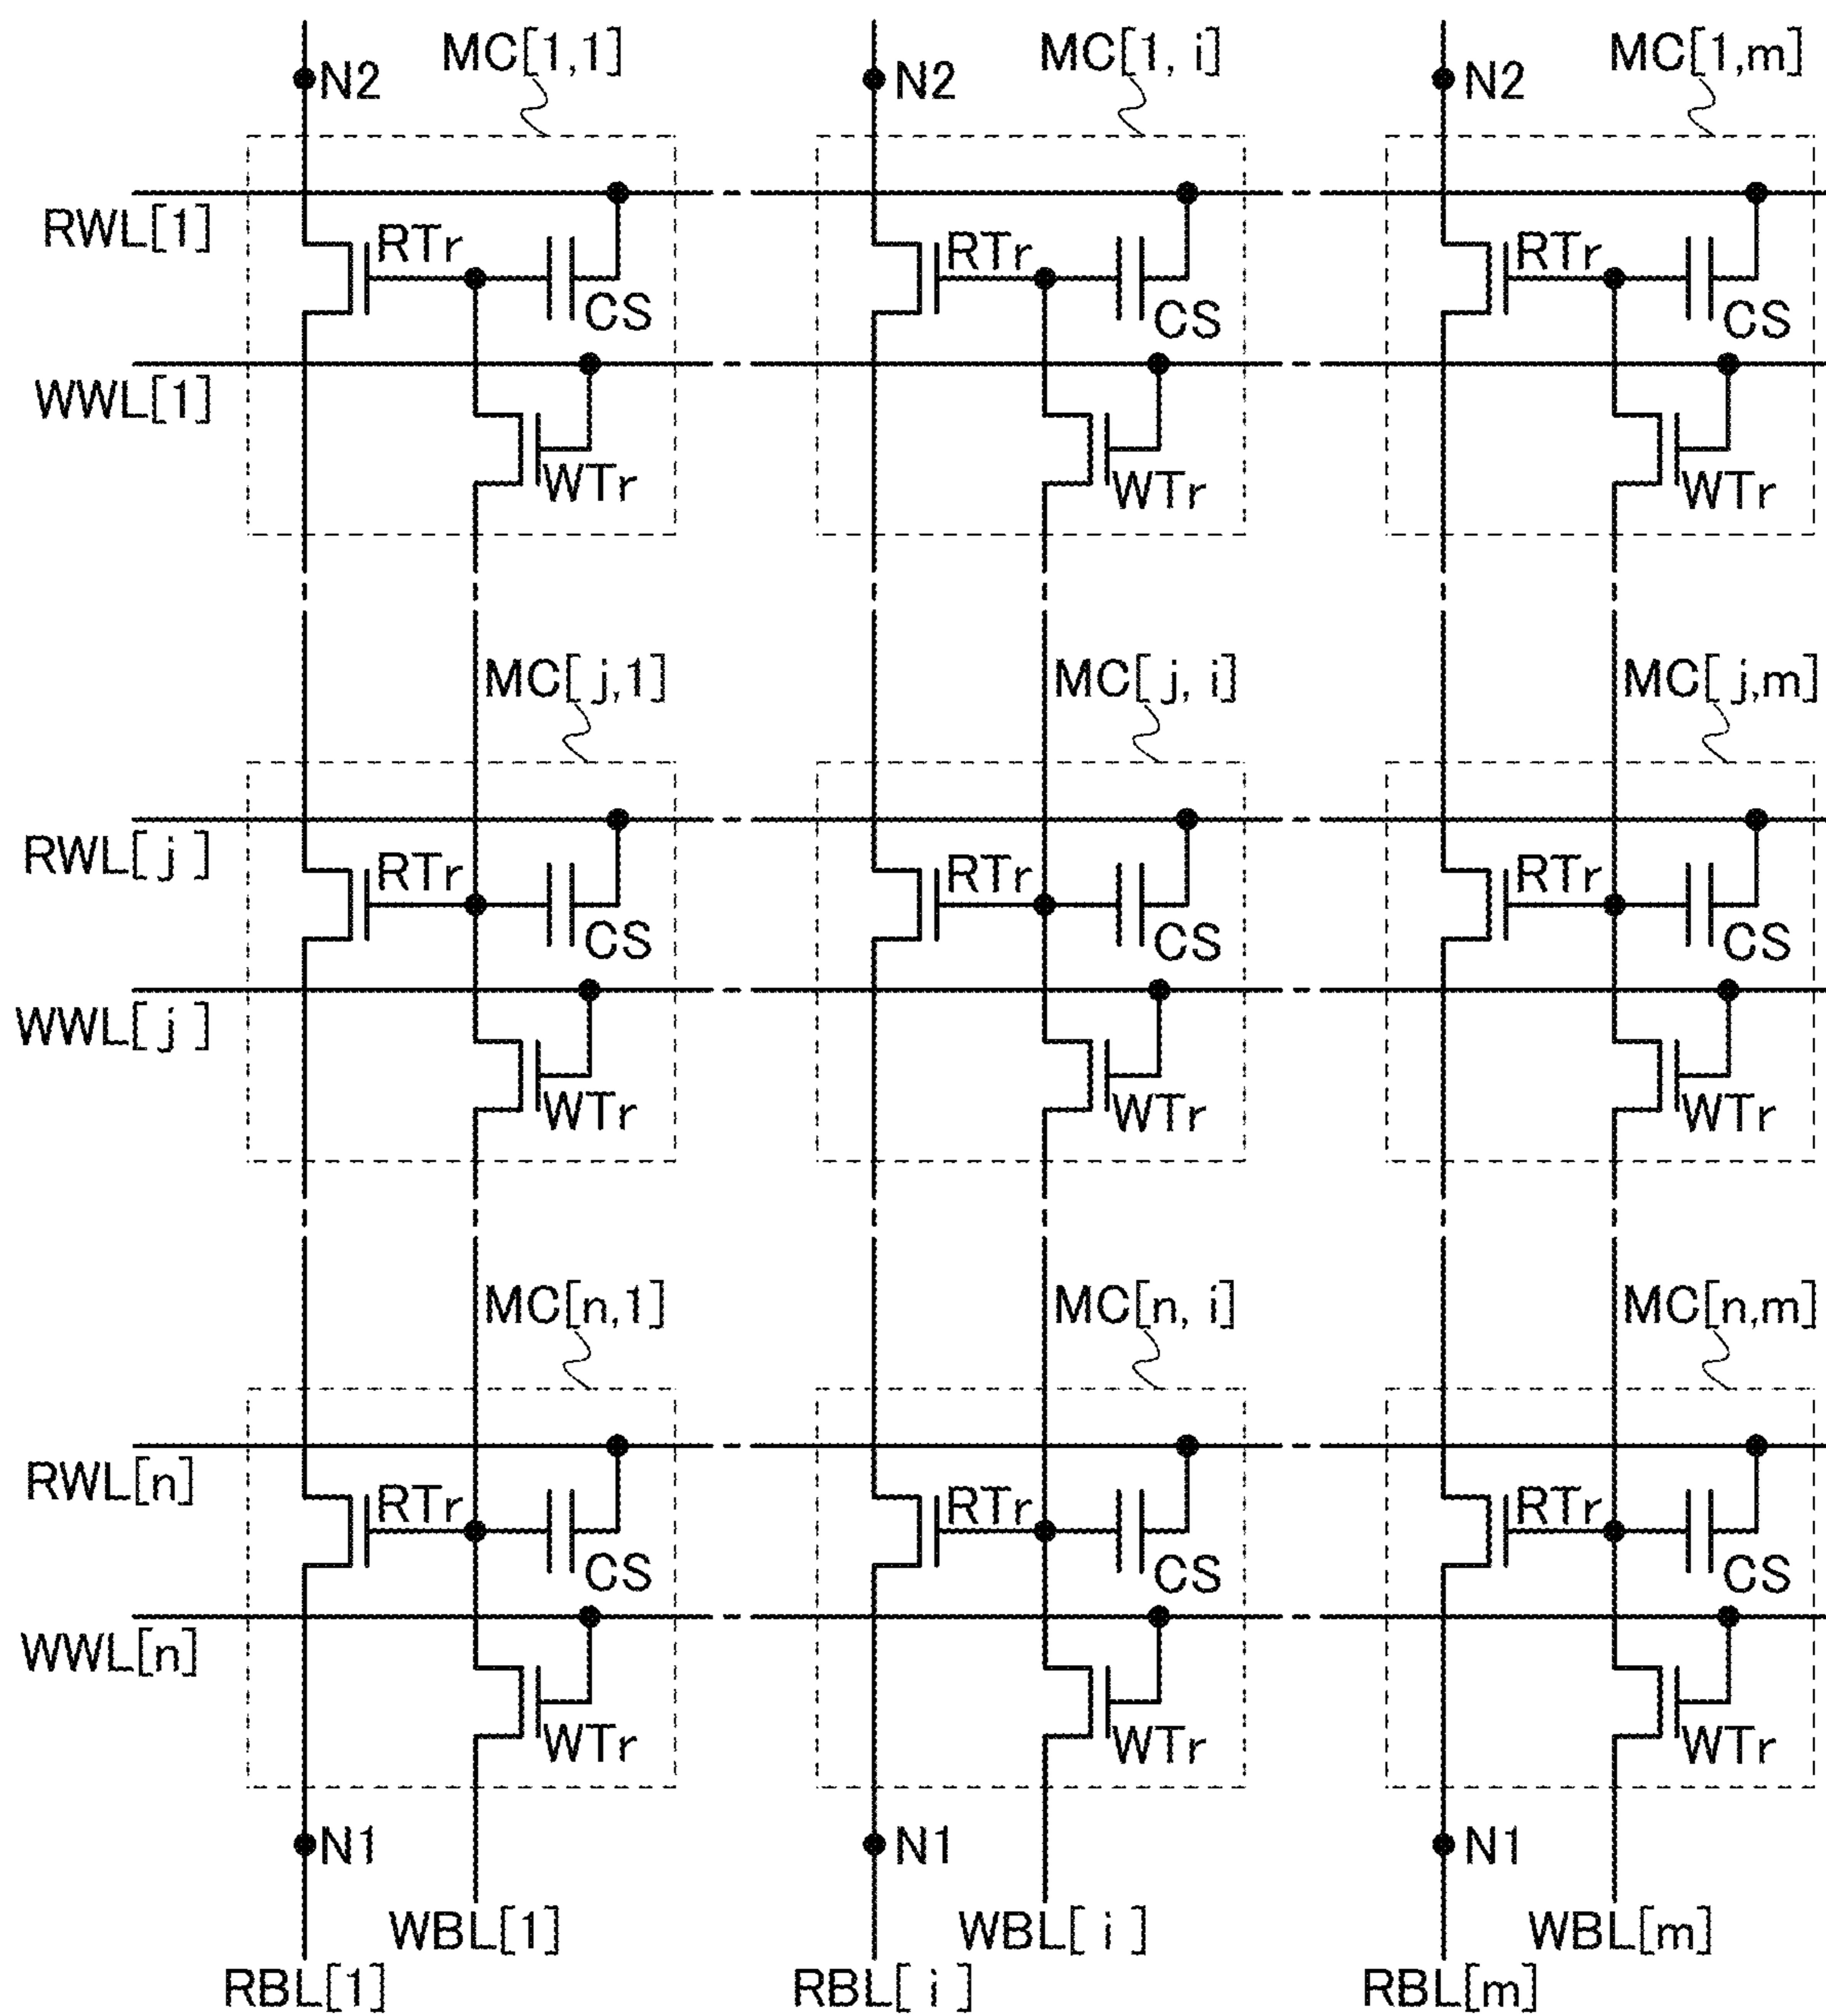 MC[1,1] MC[1, i] MC[1,m]
N2 N2 N2
RWL[1] RTr RTr RTr
CS CS CS
WWL[1]
WTr WTr WTr
MC[ j,1] MC[ j, i] MC[ j,m]
RWL[ j ] RTr RTr RTr
CS CS CS
WWL[ j ]
WTr WTr WTr
MC[n,1] MC[n, i] MC[n,m]
RWL[n] RTr RTr RTr
CS CS CS
WWL[n]
WTr WTr WTr
N1 N1 N1
WBL[1] WBL[ i ] WBL[m]
RBL[1] RBL[ i ] RBL[m]